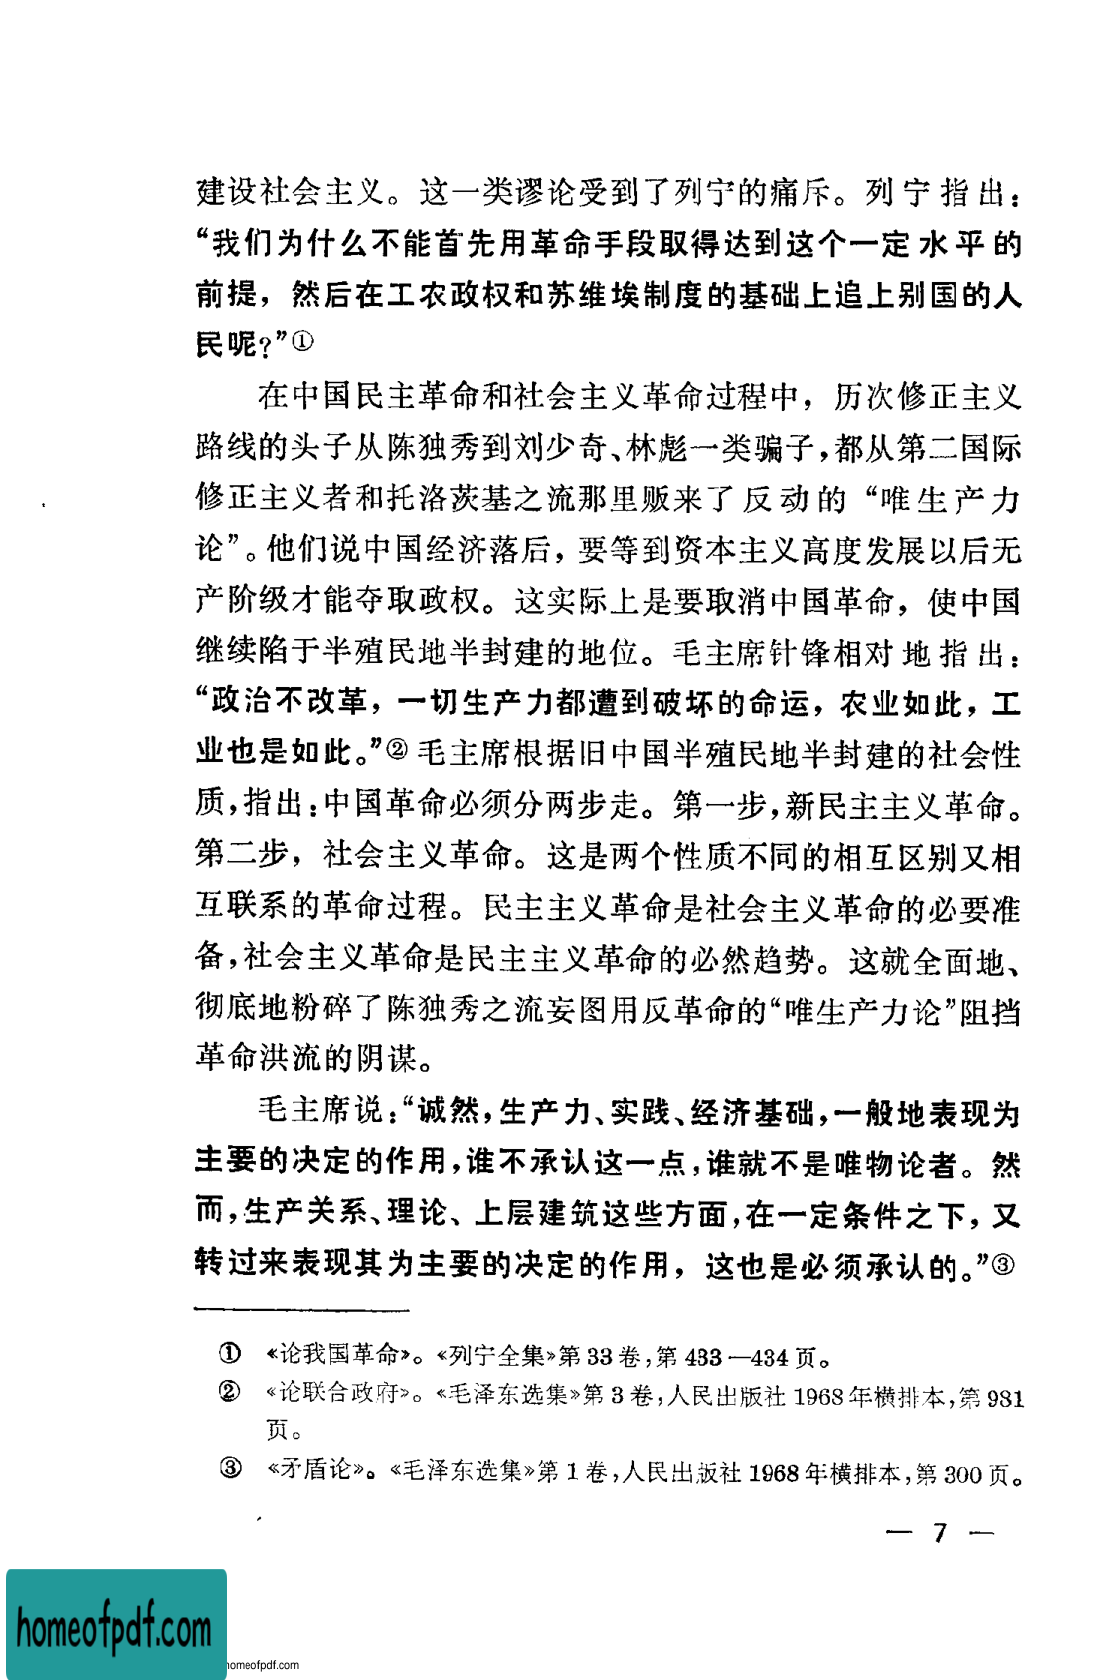 建设社会主义。这一类谬论受到了列宁的痛斥。列宁指出：
“我们为什么不能首先用革命手段取得达到这个一定水平的
前提，然后在工农政权和苏维埃制度的基础上追上别国的人
民呢？”①
在中国民主革命和社会主义革命过程中，历次修正主义
路线的头子从陈独秀到刘少奇、林彪一类骗子，都从第二国际
修正主义者和托洛茨基之流那里贩来了反动的“唯生产力
论”。他们说中国经济落后，要等到资本主义高度发展以后无
产阶级才能夺取政权。这实际上是要取消中国革命，使中国
继续陷于半殖民地半封建的地位。毛主席针锋相对地指出：
“政治不改革，一切生产力都遭到破坏的命运，农业如此，工
业也是如此。”②毛主席根据旧中国半殖民地半封建的社会性
质，指出：中国革命必须分两步走。第一步，新民主主义革命。
第二步，社会主义革命。这是两个性质不同的相互区别又相
互联系的革命过程。民主主义革命是社会主义革命的必要准
备，社会主义革命是民主主义革命的必然趋势。这就全面地、
彻底地粉碎了陈独秀之流妄图用反革命的“唯生产力论”阻挡
革命洪流的阴谋。
毛主席说：“诚然，生产力、实践、经济基础，一般地表现为
主要的决定的作用，谁不承认这一点，谁就不是唯物论者。然
而，生产关系、理论、上层建筑这些方面，在一定条件之下，又
转过来表现其为主要的决定的作用，这也是必须承认的。”③
① 《论我国革命》。《列宁全集》第33卷，第433—434页。
② 《论联合政府》。《毛泽东选集》第3卷，人民出版社1968年横排本，第981
页。
③ 《矛盾论》。《毛泽东选集》第1卷，人民出版社1968年横排本，第300页。
— 7 —
homeofpdf.com
homeofpdf.com